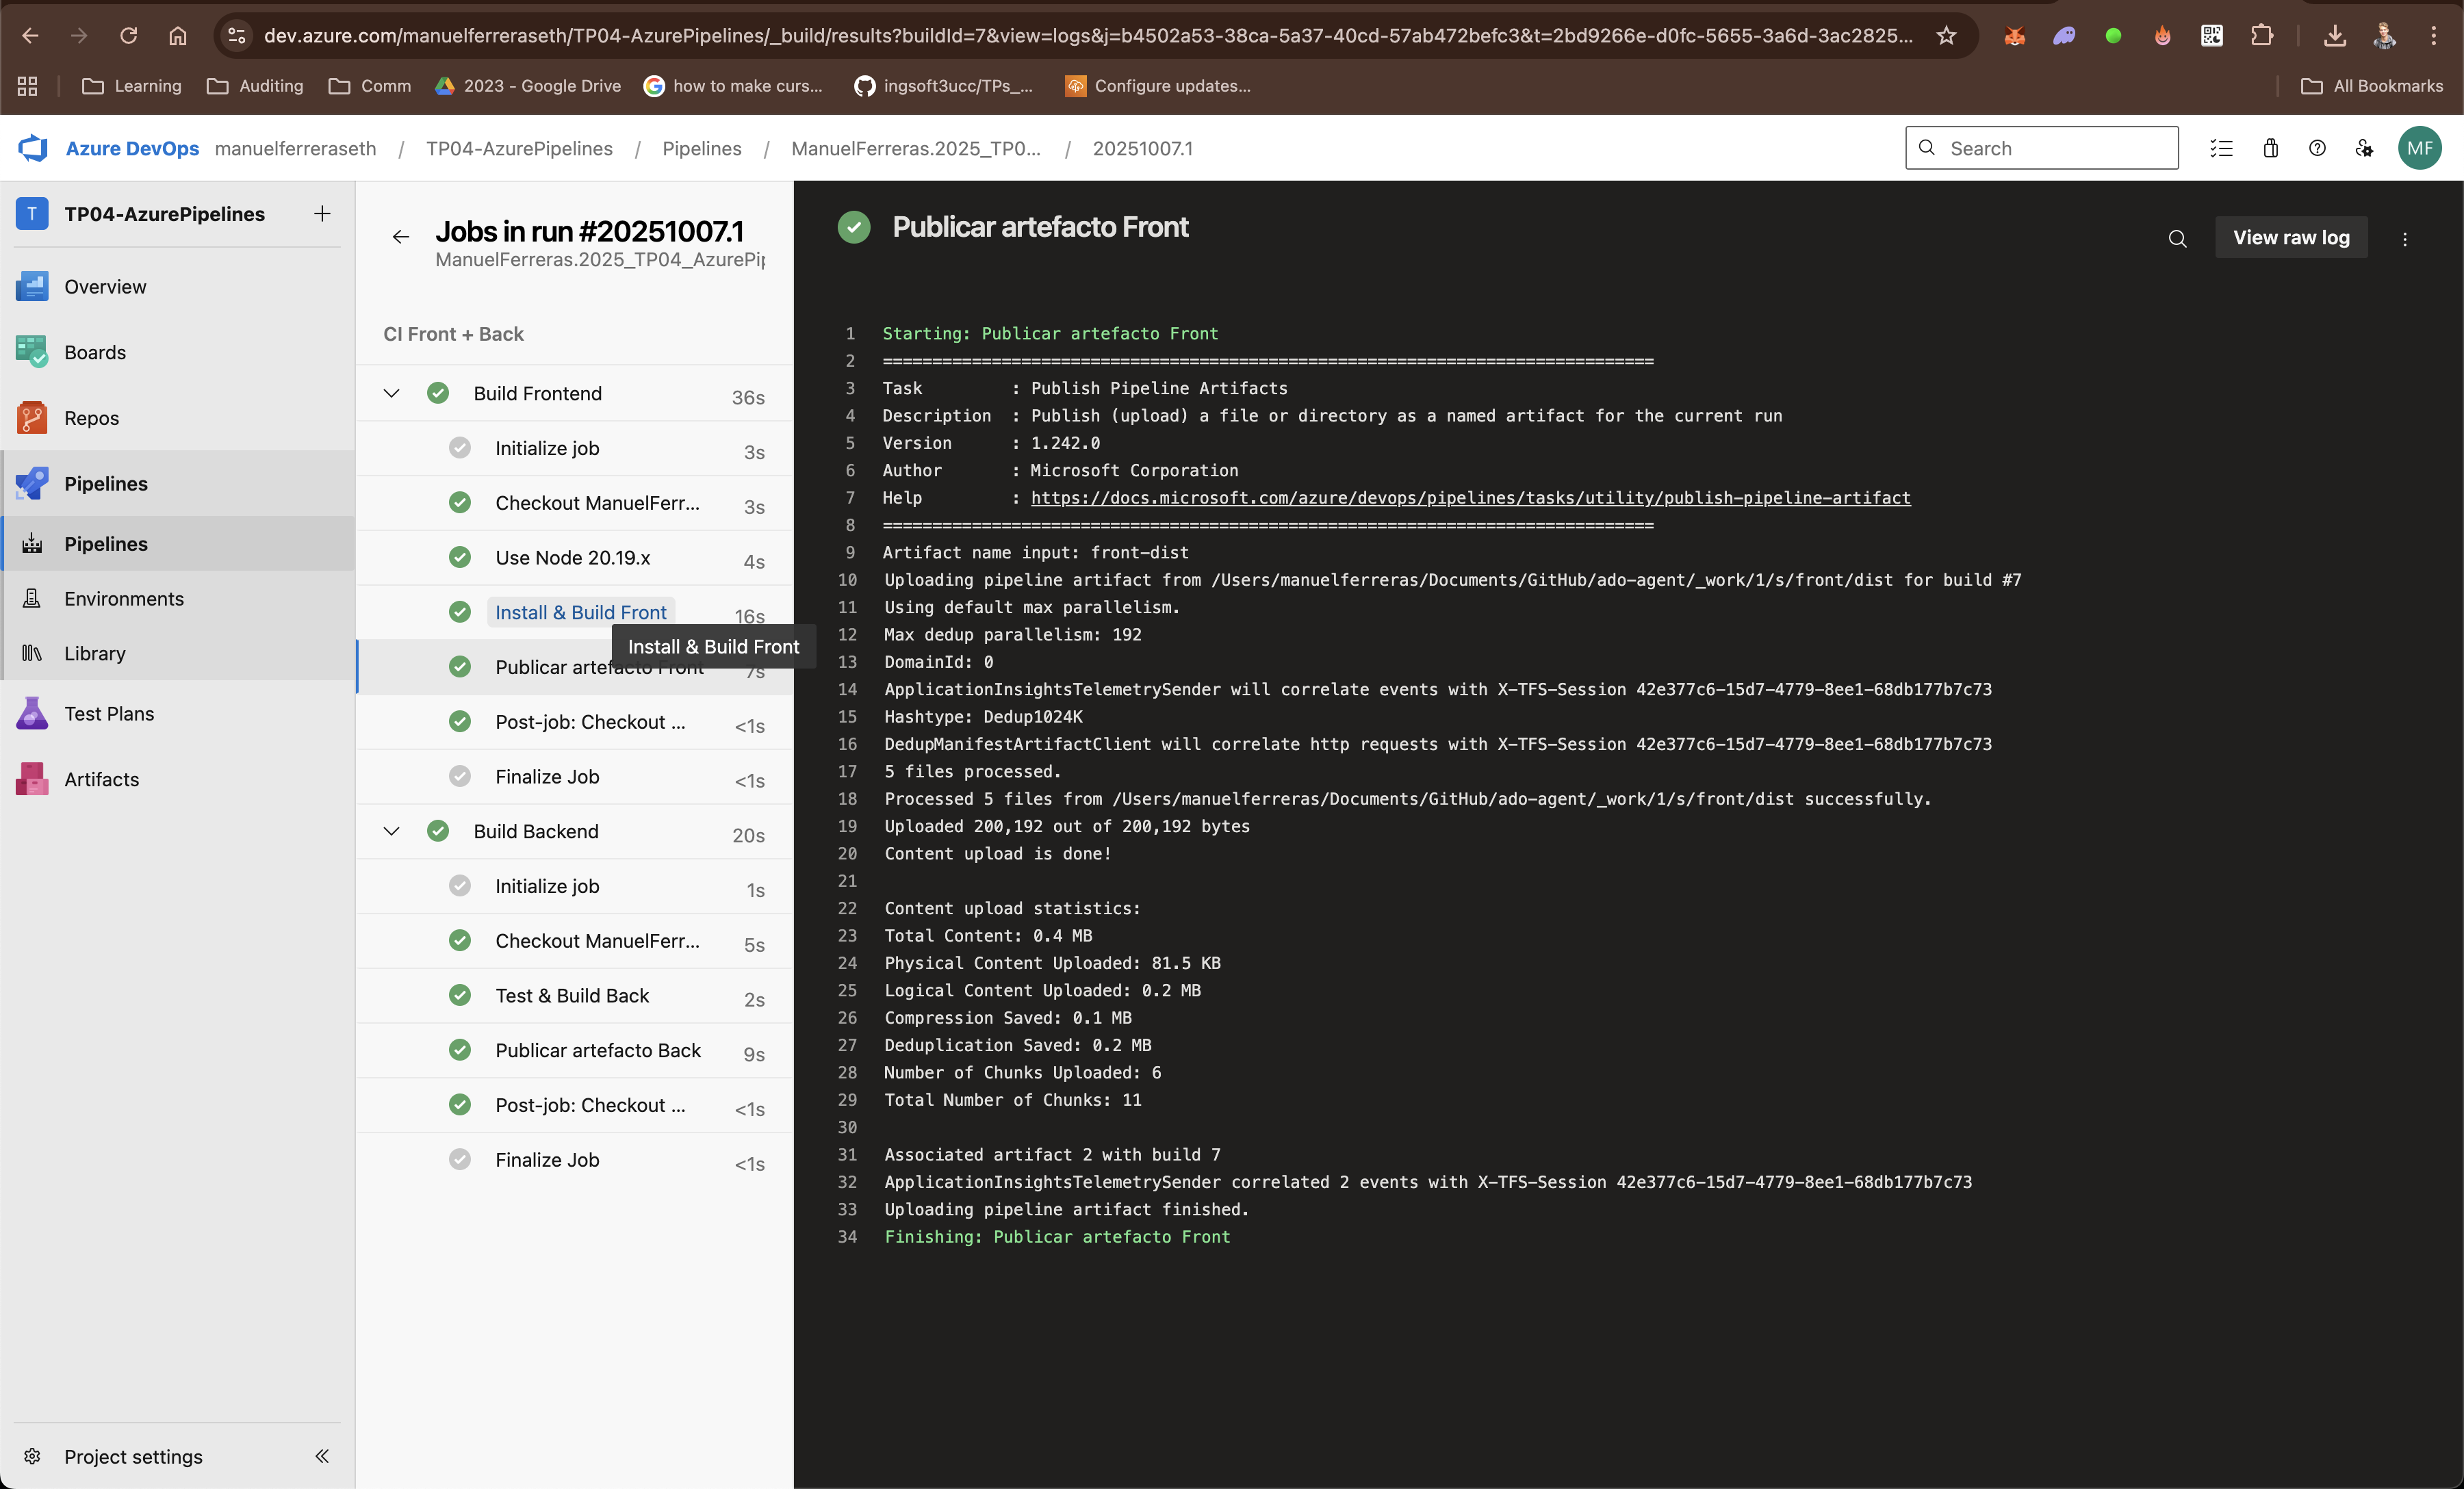 dev.azure.com/manuelferreraseth/TP04-AzurePipelines/_build/results?buildId=7&view=logs&j=b4502a53-38ca-5a37-40cd-57ab472befc3&t=2bd9266e-d0fc-5655-3a6d-3ac2825...
Learning
Auditing
Comm
2023 - Google Drive
how to make curs...
ingsoft3ucc/TPs_...
Configure updates...
All Bookmarks
Azure DevOps manuelferreraseth / TP04-AzurePipelines / Pipelines / ManuelFerreras.2025_TP0... / 20251007.1
Search
MF
T TP04-AzurePipelines
Overview
Boards
Repos
Pipelines
Pipelines
Environments
Library
Test Plans
Artifacts
Project settings
Jobs in run #20251007.1
ManuelFerreras.2025_TP04_AzurePip
CI Front + Back
Build Frontend 36s
Initialize job 3s
Checkout ManuelFerr... 3s
Use Node 20.19.x 4s
Install & Build Front 16s
Install & Build Front
Publicar artefacto Front 7s
Post-job: Checkout ... <1s
Finalize Job <1s
Build Backend 20s
Initialize job 1s
Checkout ManuelFerr... 5s
Test & Build Back 2s
Publicar artefacto Back 9s
Post-job: Checkout ... <1s
Finalize Job <1s
Publicar artefacto Front
View raw log
1 Starting: Publicar artefacto Front
2 ==============================================================================
3 Task : Publish Pipeline Artifacts
4 Description : Publish (upload) a file or directory as a named artifact for the current run
5 Version : 1.242.0
6 Author : Microsoft Corporation
7 Help : https://docs.microsoft.com/azure/devops/pipelines/tasks/utility/publish-pipeline-artifact
8 ==============================================================================
9 Artifact name input: front-dist
10 Uploading pipeline artifact from /Users/manuelferreras/Documents/GitHub/ado-agent/_work/1/s/front/dist for build #7
11 Using default max parallelism.
12 Max dedup parallelism: 192
13 DomainId: 0
14 ApplicationInsightsTelemetrySender will correlate events with X-TFS-Session 42e377c6-15d7-4779-8ee1-68db177b7c73
15 Hashtype: Dedup1024K
16 DedupManifestArtifactClient will correlate http requests with X-TFS-Session 42e377c6-15d7-4779-8ee1-68db177b7c73
17 5 files processed.
18 Processed 5 files from /Users/manuelferreras/Documents/GitHub/ado-agent/_work/1/s/front/dist successfully.
19 Uploaded 200,192 out of 200,192 bytes
20 Content upload is done!
21
22 Content upload statistics:
23 Total Content: 0.4 MB
24 Physical Content Uploaded: 81.5 KB
25 Logical Content Uploaded: 0.2 MB
26 Compression Saved: 0.1 MB
27 Deduplication Saved: 0.2 MB
28 Number of Chunks Uploaded: 6
29 Total Number of Chunks: 11
30
31 Associated artifact 2 with build 7
32 ApplicationInsightsTelemetrySender correlated 2 events with X-TFS-Session 42e377c6-15d7-4779-8ee1-68db177b7c73
33 Uploading pipeline artifact finished.
34 Finishing: Publicar artefacto Front